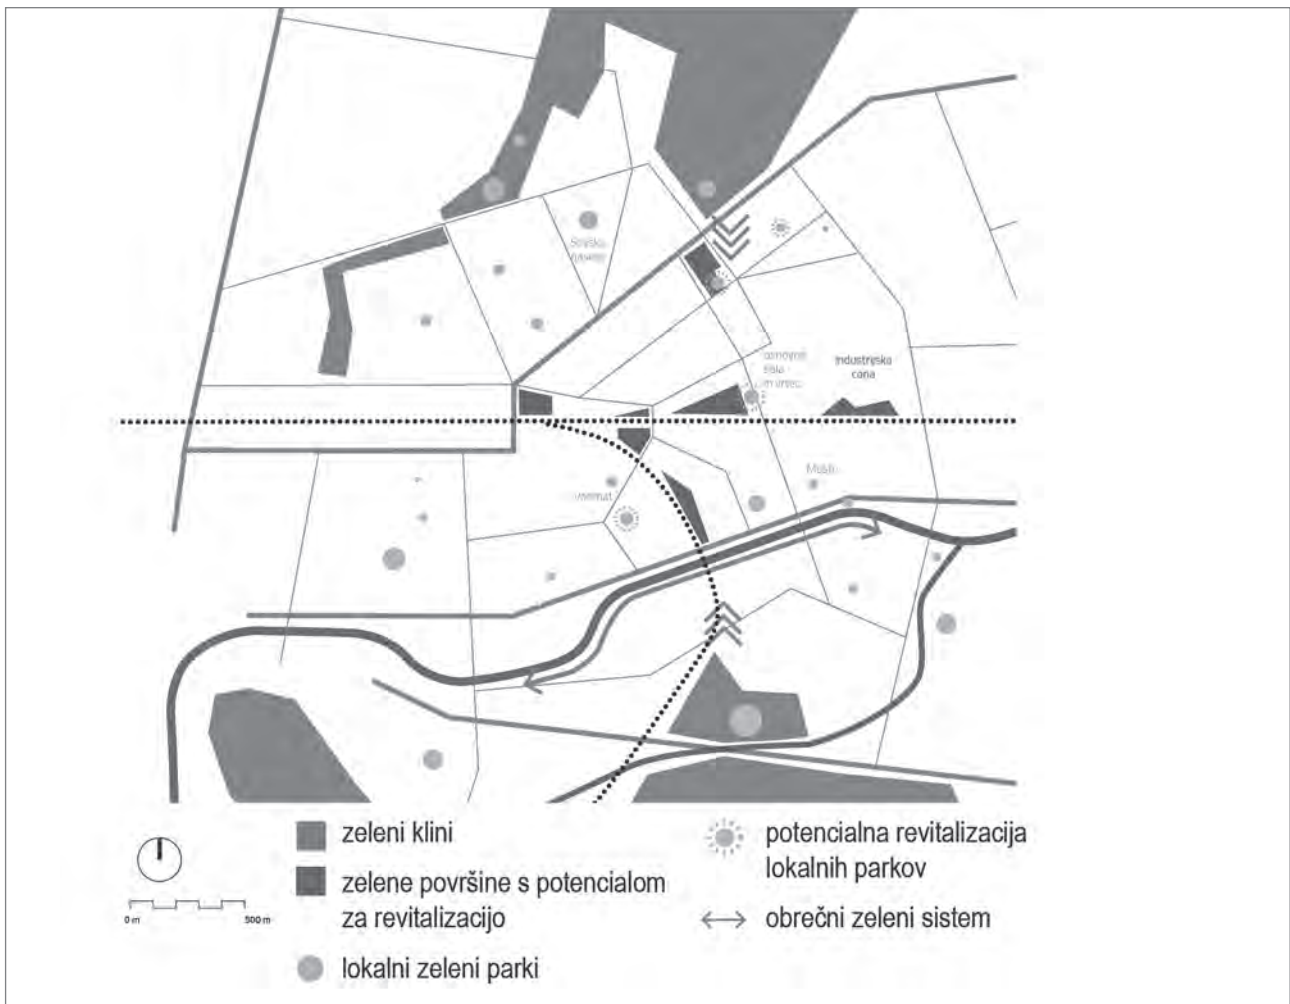 Industrijska
cona
zeleni klini
zelene površine s potencialom
za revitalizacijo
lokalni zeleni parki
potencialna revitalizacija
lokalnih parkov
obrečni zeleni sistem
0 m
500 m